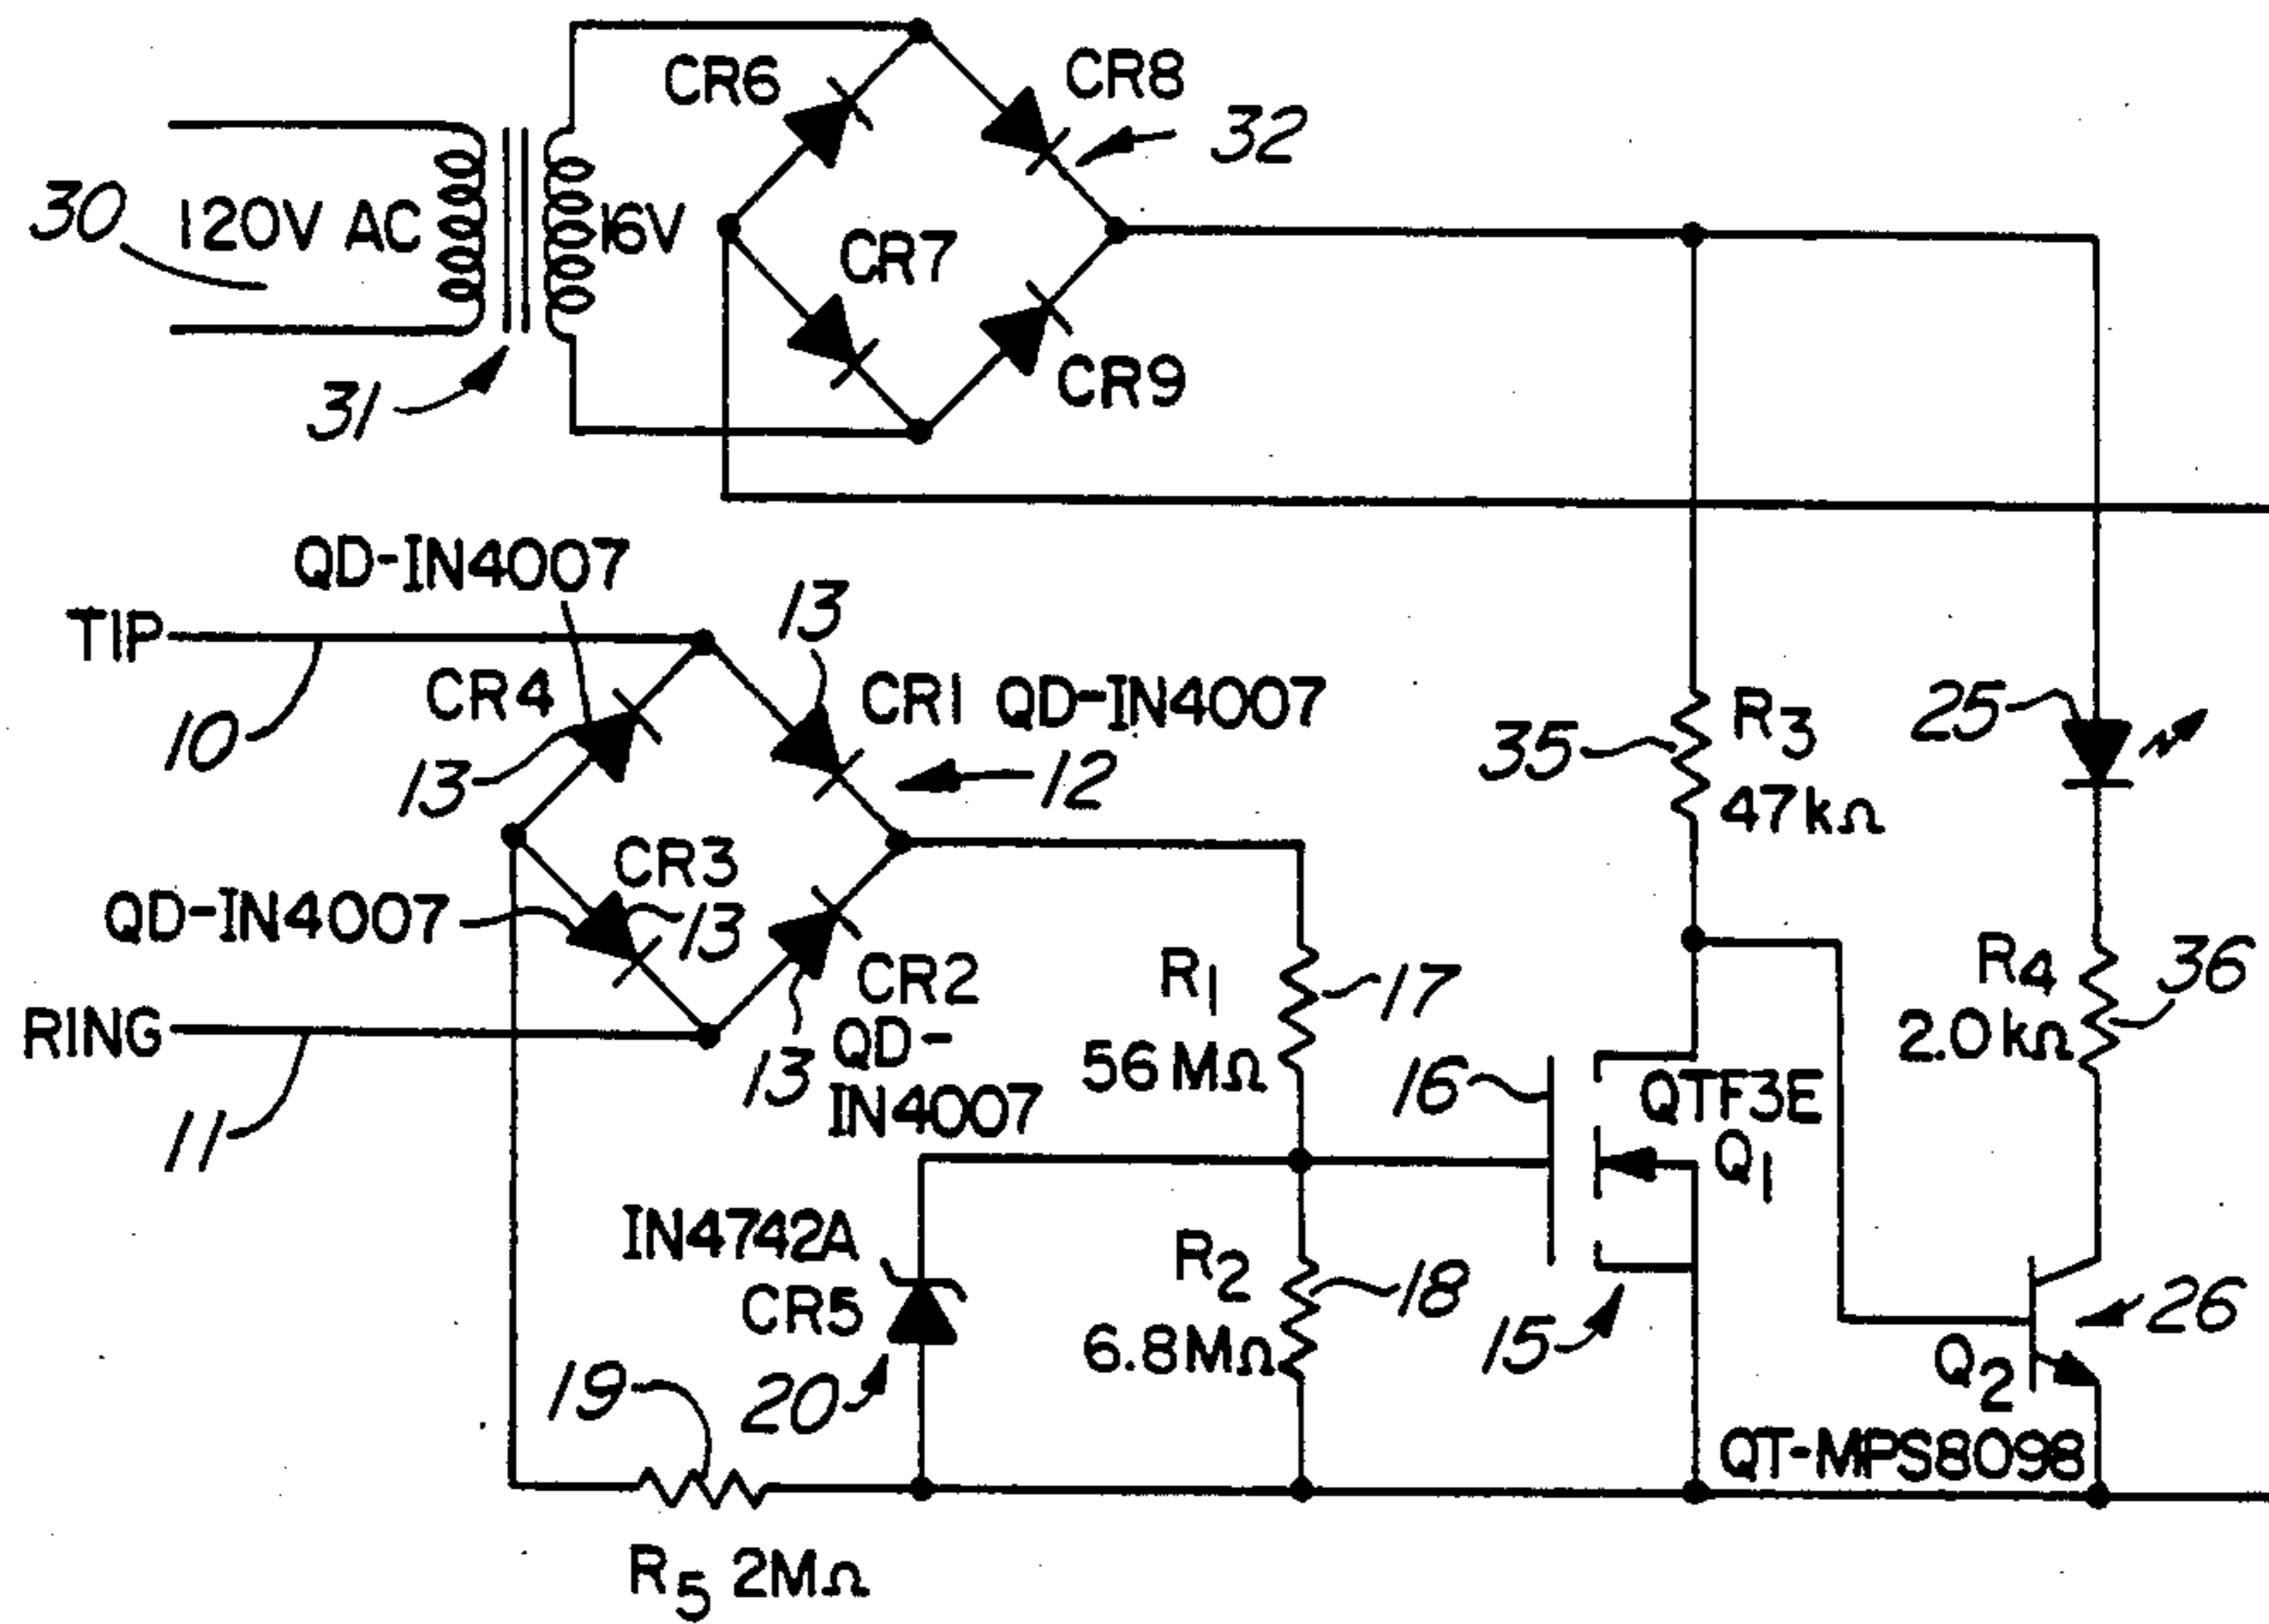 CR6
CR8
32
30
120V AC
16V
CR7
CR9
31
QD-IN4007
13
TIP
CR4
CR1 QD-IN4007
10
13
12
CR3
QD-IN4007
13
CR2
QD-
IN4007
RING
13
11
R1
17
56 MΩ
35
R3
47kΩ
25
R4
36
2.0kΩ
16
QTF3E
Q1
IN4742A
CR5
R2
18
6.8MΩ
15
26
Q2
19
20
QT-MPS8098
R5 2MΩ